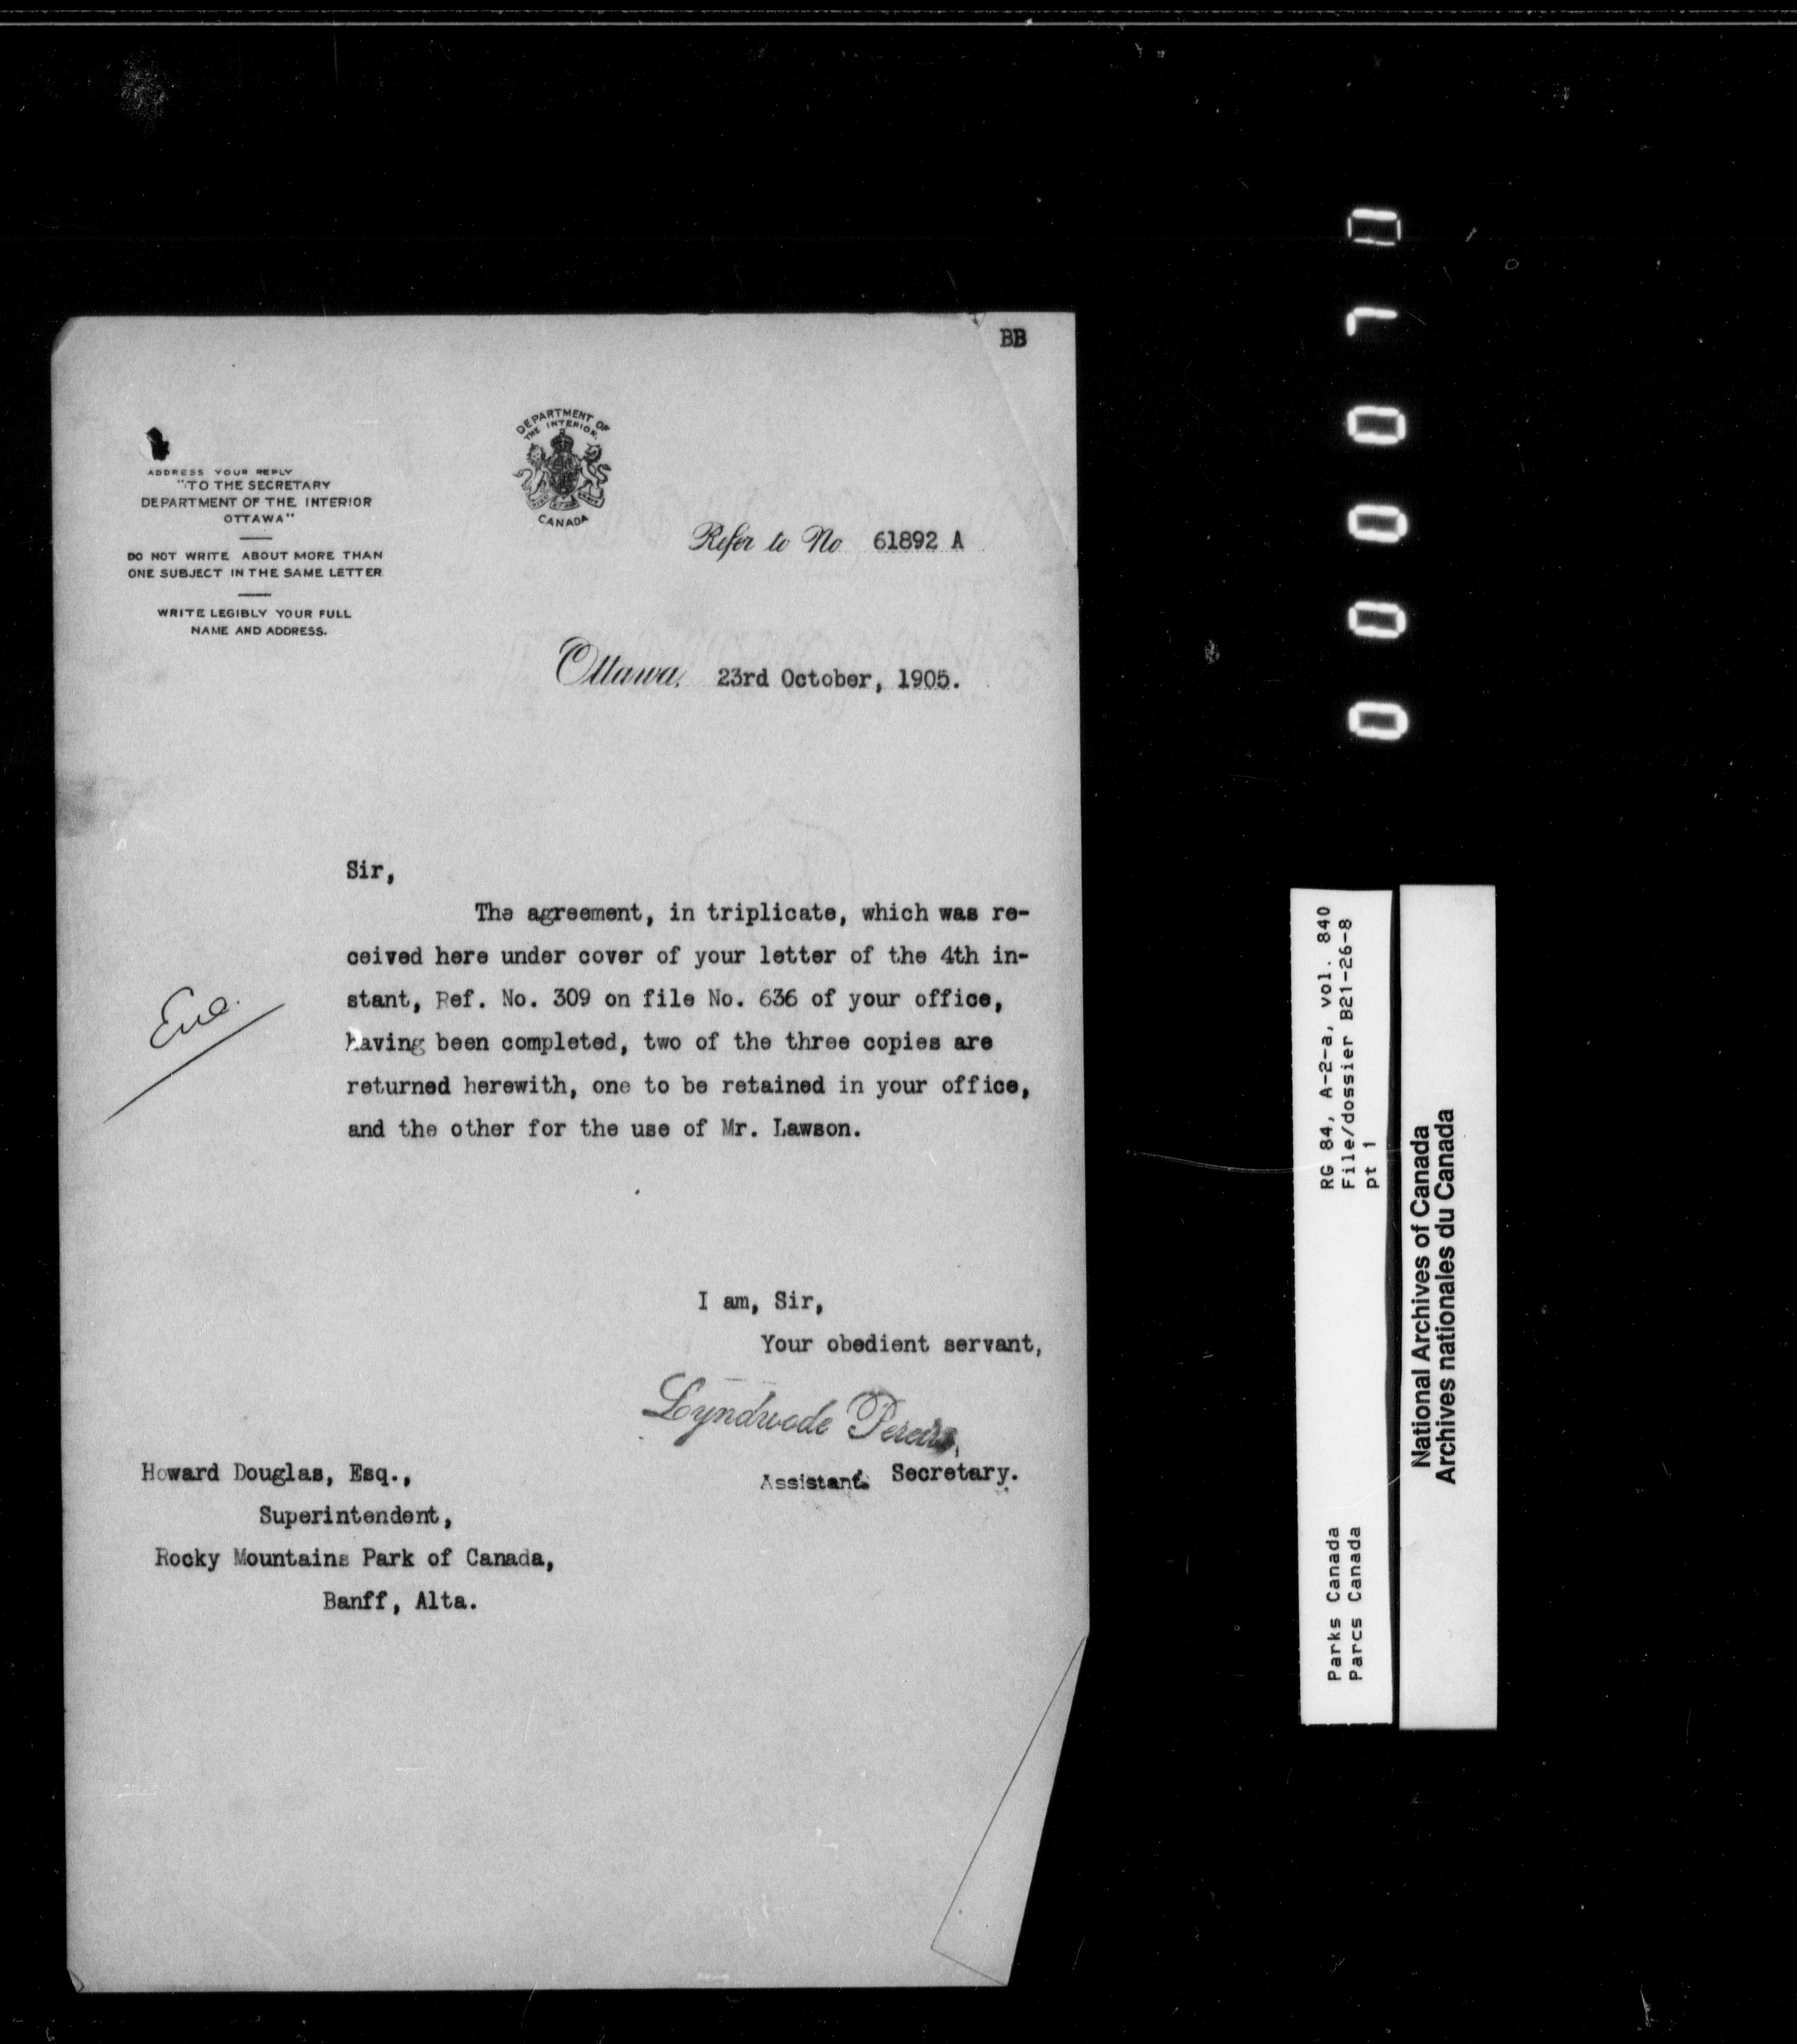 BB
DEPARTMENT OF
THE INTERIOR.
CANADA
ADDRESS YOUR REPLY
"TO THE SECRETARY
DEPARTMENT OF THE INTERIOR
OTTAWA"
DO NOT WRITE ABOUT MORE THAN
ONE SUBJECT IN THE SAME LETTER
WRITE LEGIBLY YOUR FULL
NAME AND ADDRESS.
Refer to No 61892 A
Ottawa, 23rd October, 1905.
Sir,
The agreement, in triplicate, which was re-
ceived here under cover of your letter of the 4th in-
stant, Ref. No. 309 on file No. 636 of your office,
having been completed, two of the three copies are
returned herewith, one to be retained in your office,
and the other for the use of Mr. Lawson.
I am, Sir,
Your obedient servant,
Lyndwode Pereira,
Assistant Secretary.
Howard Douglas, Esq.,
Superintendent,
Rocky Mountains Park of Canada,
Banff, Alta.
RG 84, A-2-a, vol. 840
File/dossier B21-26-8
pt 1
Parks Canada
Parcs Canada
National Archives of Canada
Archives nationales du Canada